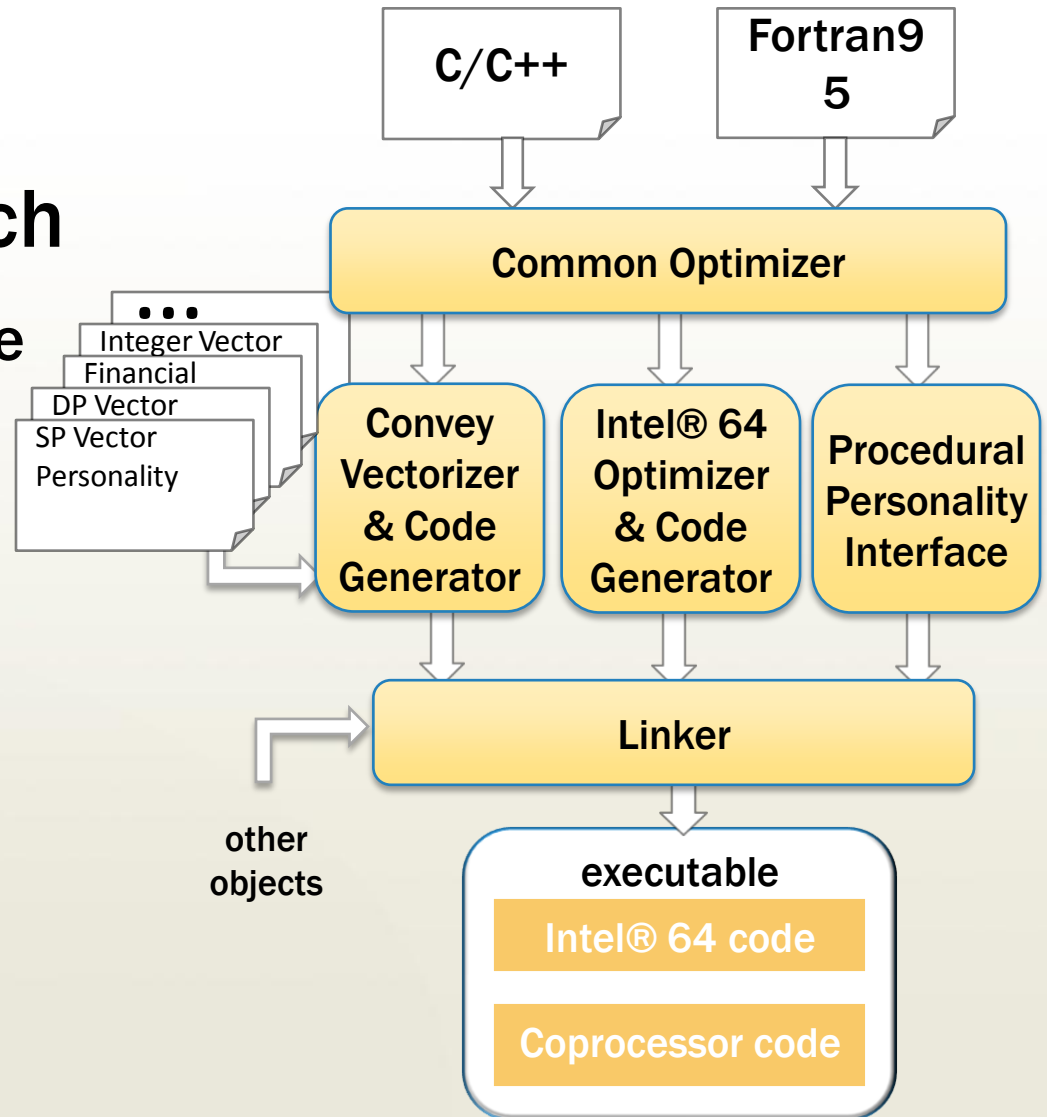 C/C++
Fortran9
5
ch
e
Common Optimizer
...
Integer Vector
Financial
DP Vector
SP Vector
Personality
Convey
Vectorizer
& Code
Generator
Intel® 64
Optimizer
& Code
Generator
Procedural
Personality
Interface
Linker
other
objects
executable
Intel® 64 code
Coprocessor code